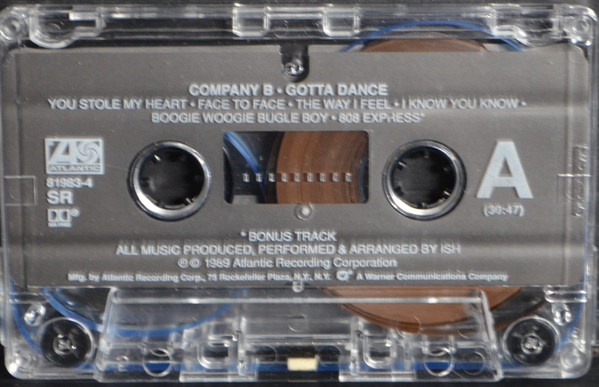 COMPANY B • GOTTA DANCE
YOU STOLE MY HEART • FACE TO FACE • THE WAY I FEEL • I KNOW YOU KNOW •
BOOGIE WOOGIE BUGLE BOY • 808 EXPRESS*
ATLANTIC
81983-4
SR
A
(30:47)
* BONUS TRACK
ALL MUSIC PRODUCED, PERFORMED & ARRANGED BY ISH
℗ © 1989 Atlantic Recording Corporation
Mfg. by Atlantic Recording Corp., 75 Rockefeller Plaza, N.Y., N.Y. A Warner Communications Company